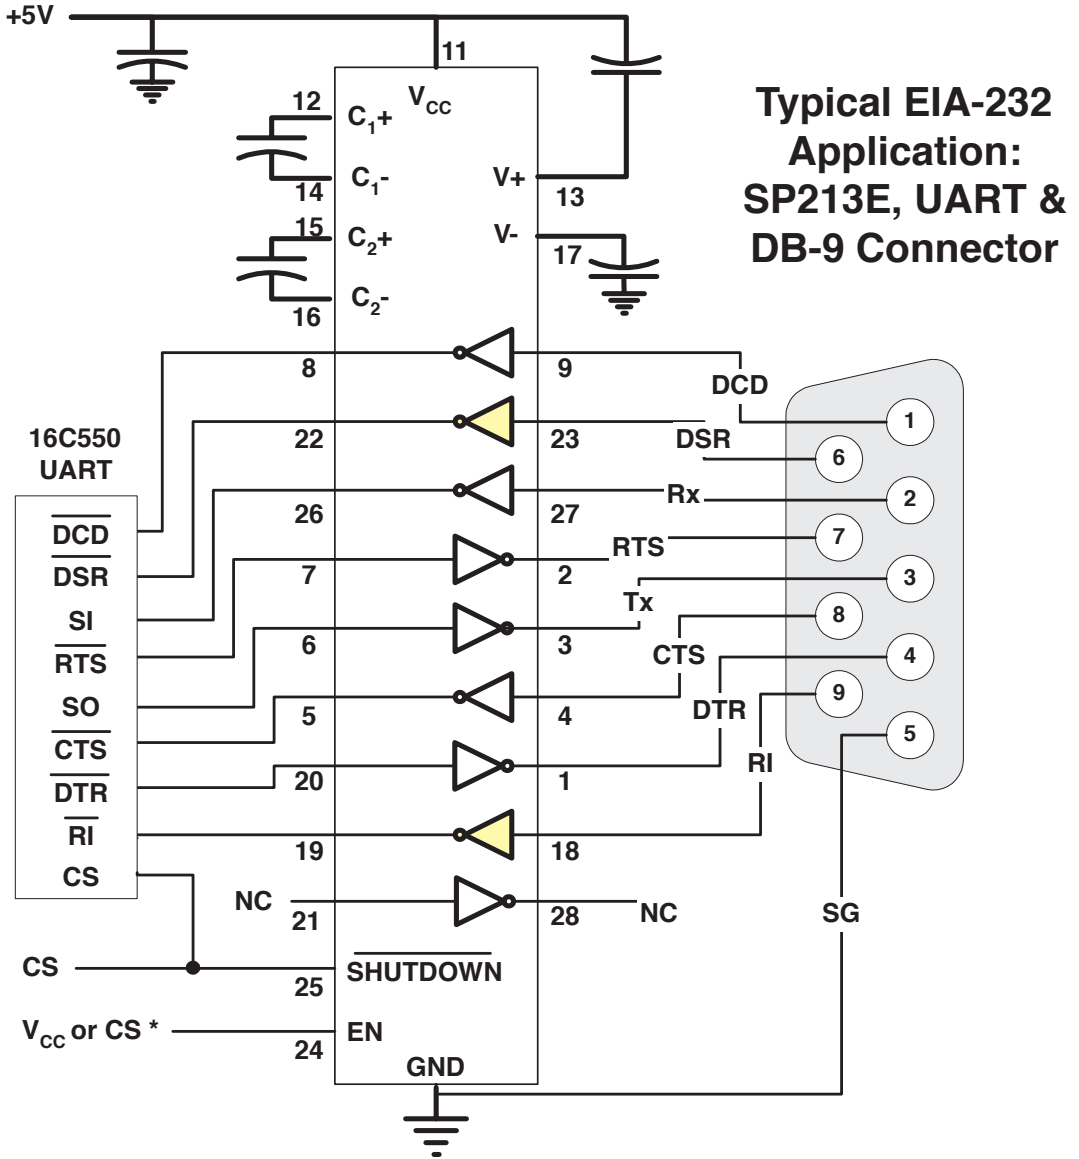 +5V
11
V_CC
Typical EIA-232
Application:
SP213E, UART &
DB-9 Connector
12
C1+
14
C1-
V+
13
15
C2+
V-
17
16
C2-
8
9
DCD
1
22
23
DSR
6
16C550
UART
26
27
Rx
2
7
2
RTS
7
6
3
Tx
3
8
5
4
CTS
4
20
1
DTR
9
19
18
RI
5
DCD
DSR
SI
RTS
SO
CTS
DTR
RI
CS
NC
21
28
NC
SG
CS
25
SHUTDOWN
VCC or CS *
24
EN
GND